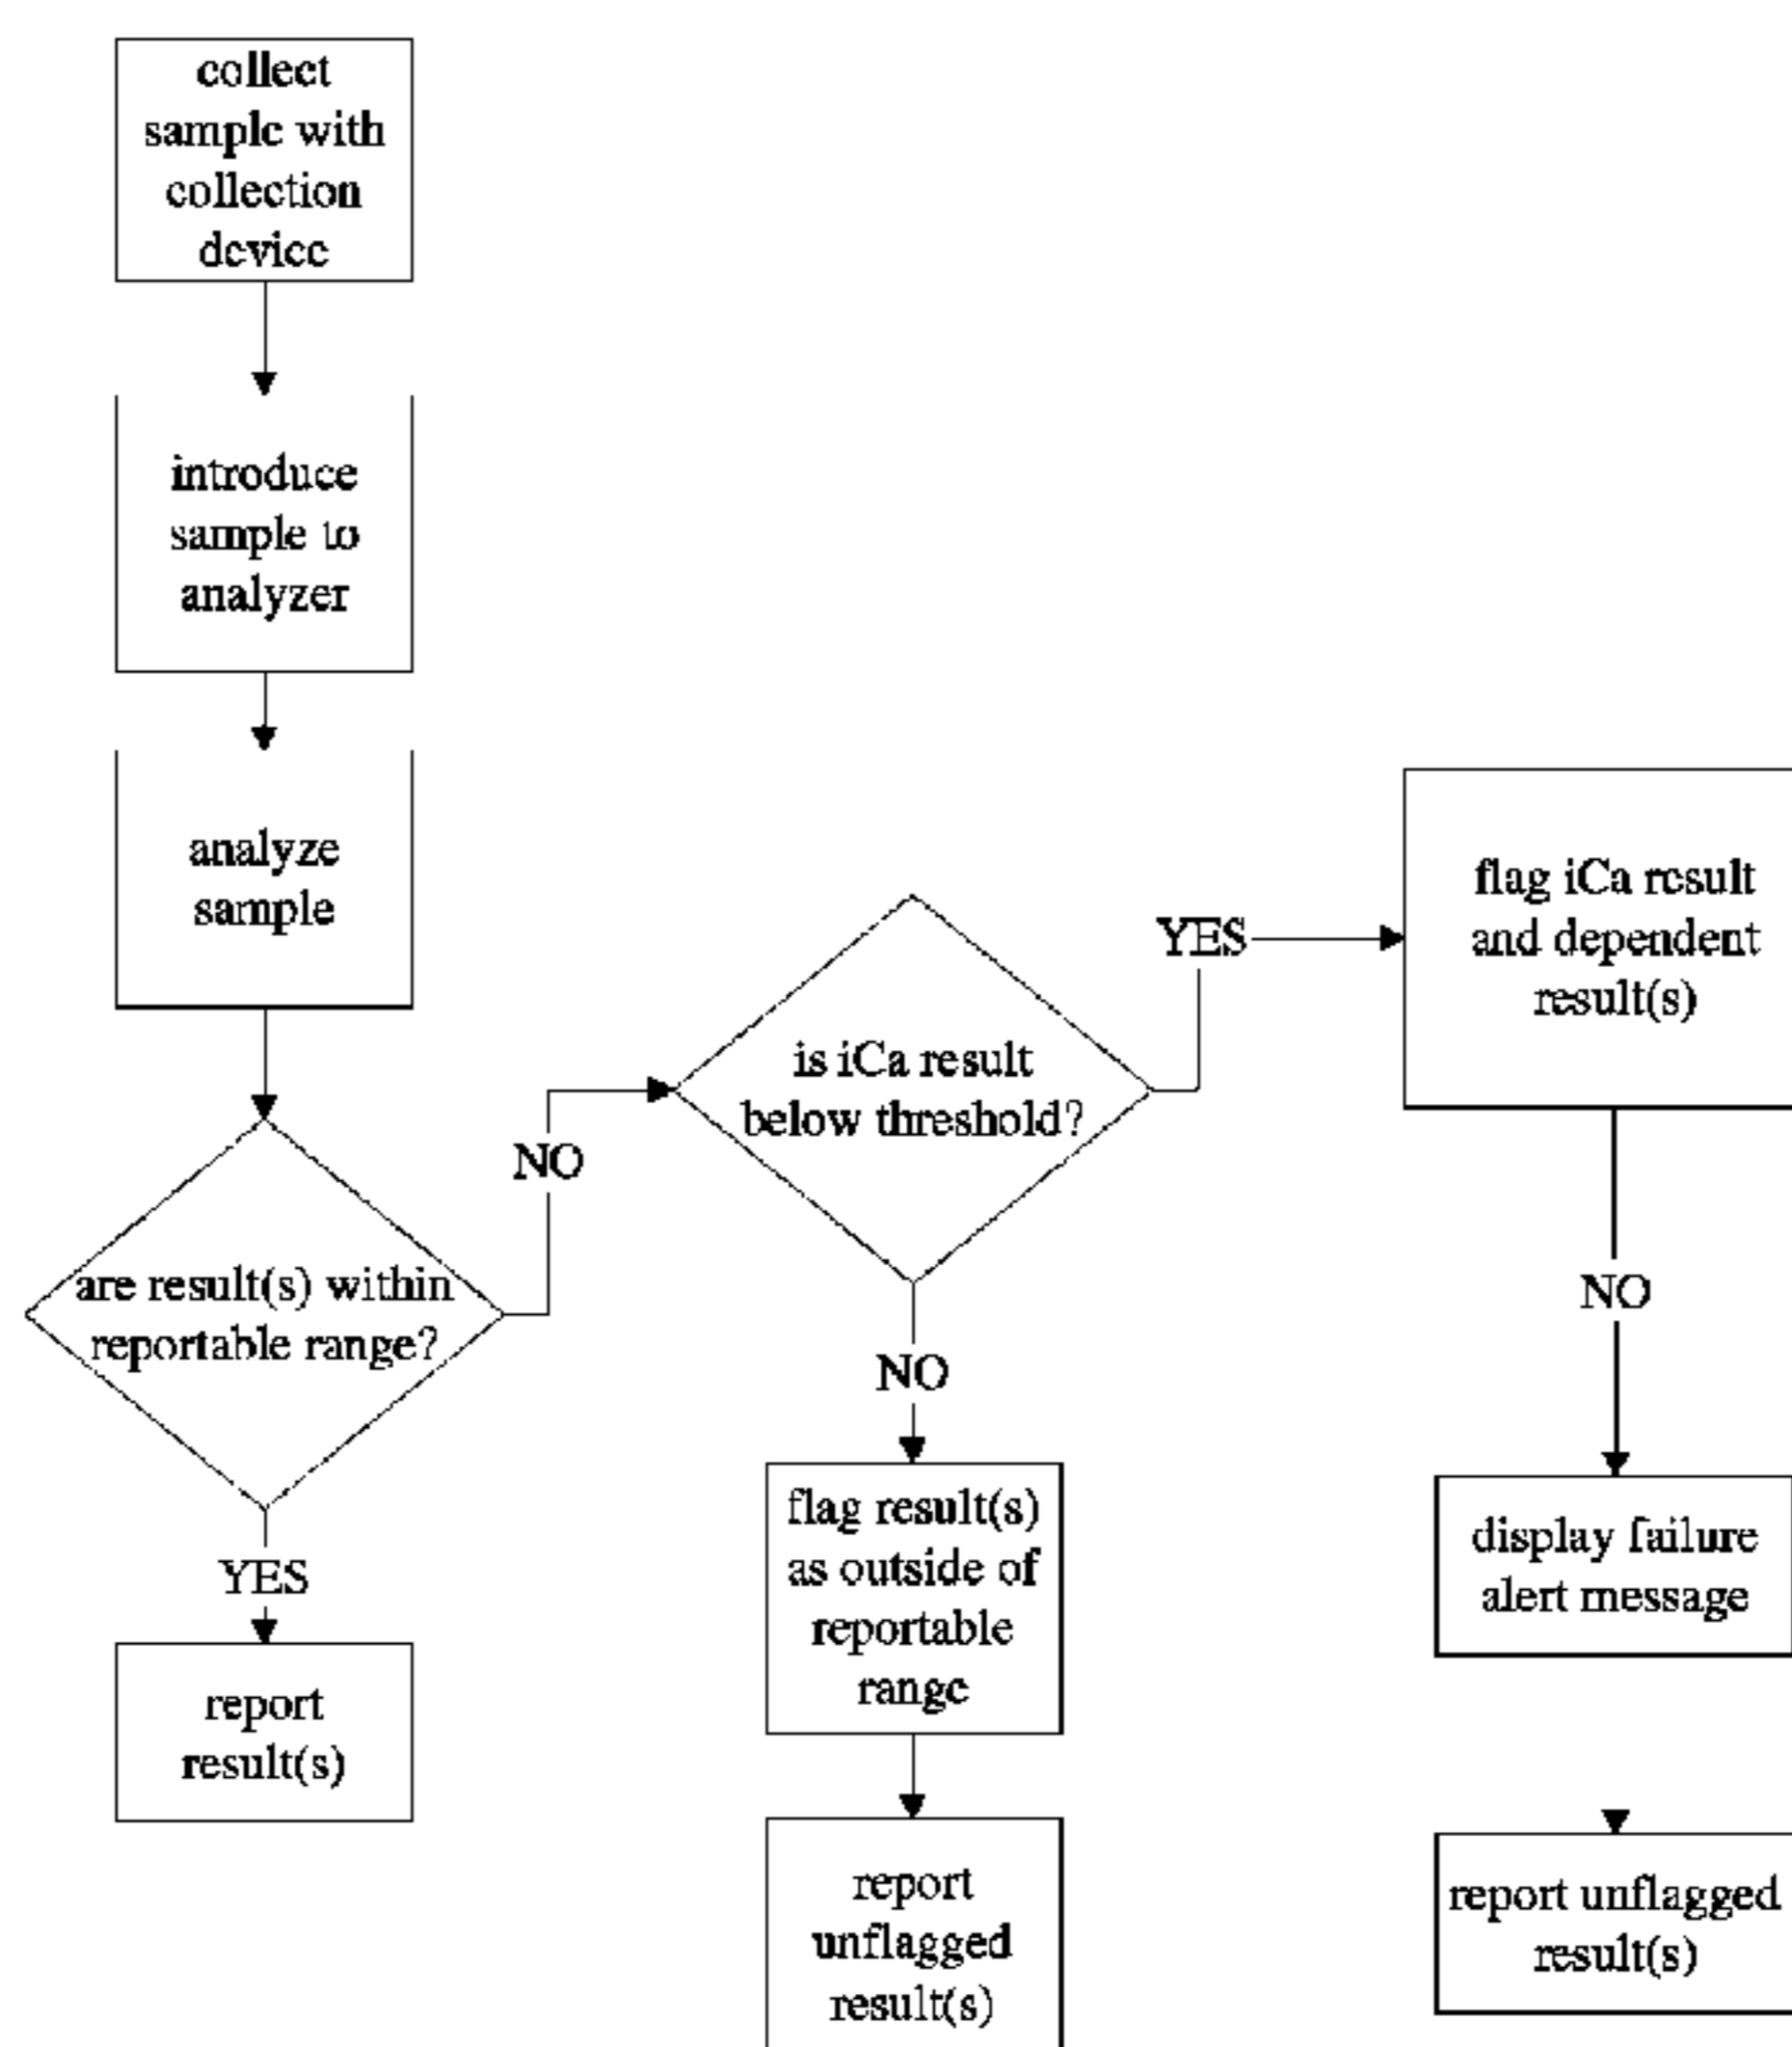 collect
sample with
collection
device
introduce
sample to
analyzer
analyze
sample
are result(s) within
reportable range?
YES
report
result(s)
NO
is iCa result
below threshold?
NO
flag result(s)
as outside of
reportable
range
report
unflagged
result(s)
YES
flag iCa result
and dependent
result(s)
NO
display failure
alert message
report unflagged
result(s)